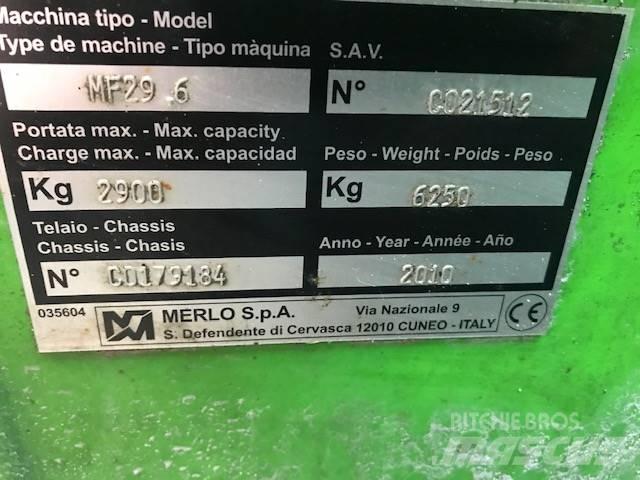 Macchina tipo - Model
Type de machine - Tipo màquina
S.A.V.
MF29.6
N° C021512
Portata max. - Max. capacity
Charge max. - Max. capacidad
Peso - Weight - Poids - Peso
Kg 2900
Kg 6250
Telaio - Chassis
Chassis - Chasis
Anno - Year - Année - Año
N° C0179184
2010
035604
MERLO S.p.A. Via Nazionale 9
S. Defendente di Cervasca 12010 CUNEO - ITALY
CE
RITCHIE BROS.
MASCUS